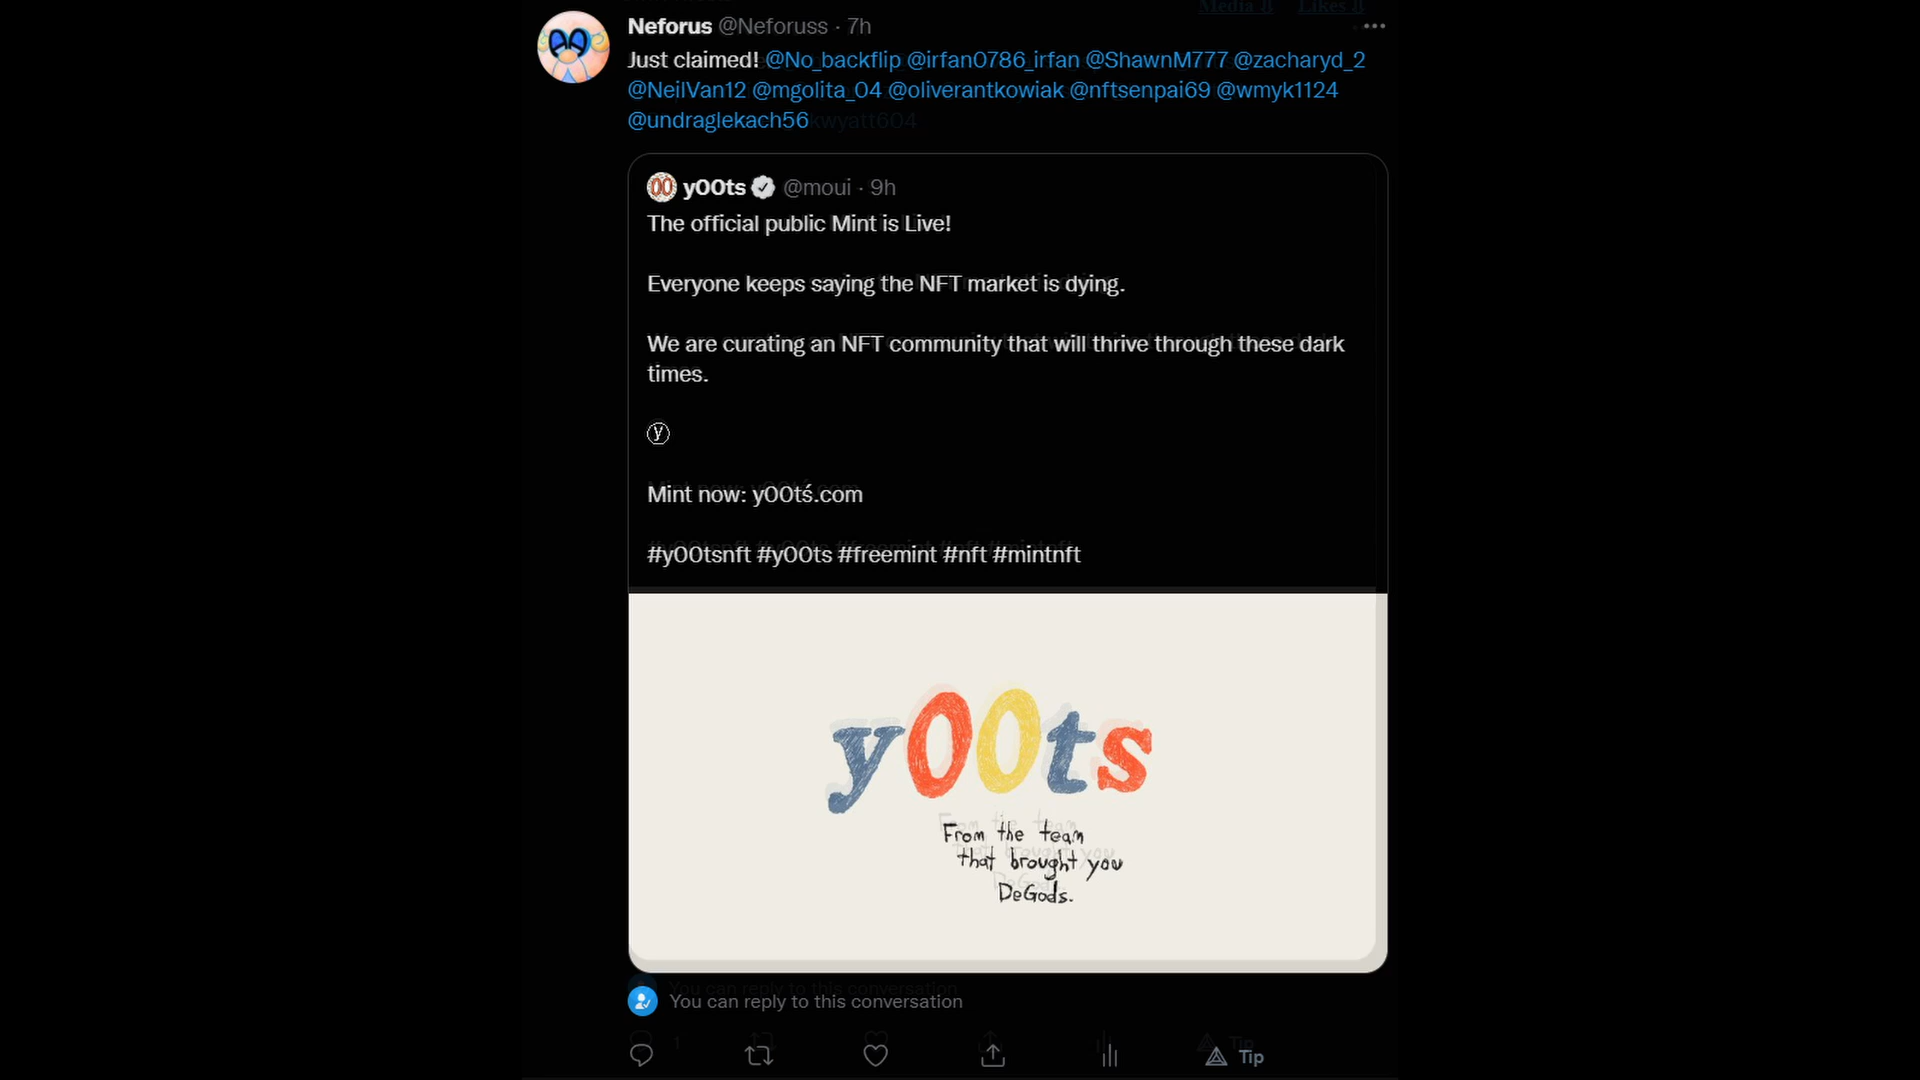 Media Likes
Neforus @Neforuss · 7h
Just claimed! @No_backflip @irfan0786_irfan @ShawnM777 @zacharyd_2
@NeilVan12 @mgolita_04 @oliverantkowiak @nftsenpai69 @wmyk1124
@undraglekach56
y00ts @moui · 9h
The official public Mint is Live!
Everyone keeps saying the NFT market is dying.
We are curating an NFT community that will thrive through these dark
times.
ⓨ
Mint now: y00tś.com
#y00tsnft #y00ts #freemint #nft #mintnft
y00ts
From the team
that brought you
DeGods.
You can reply to this conversation
Tip